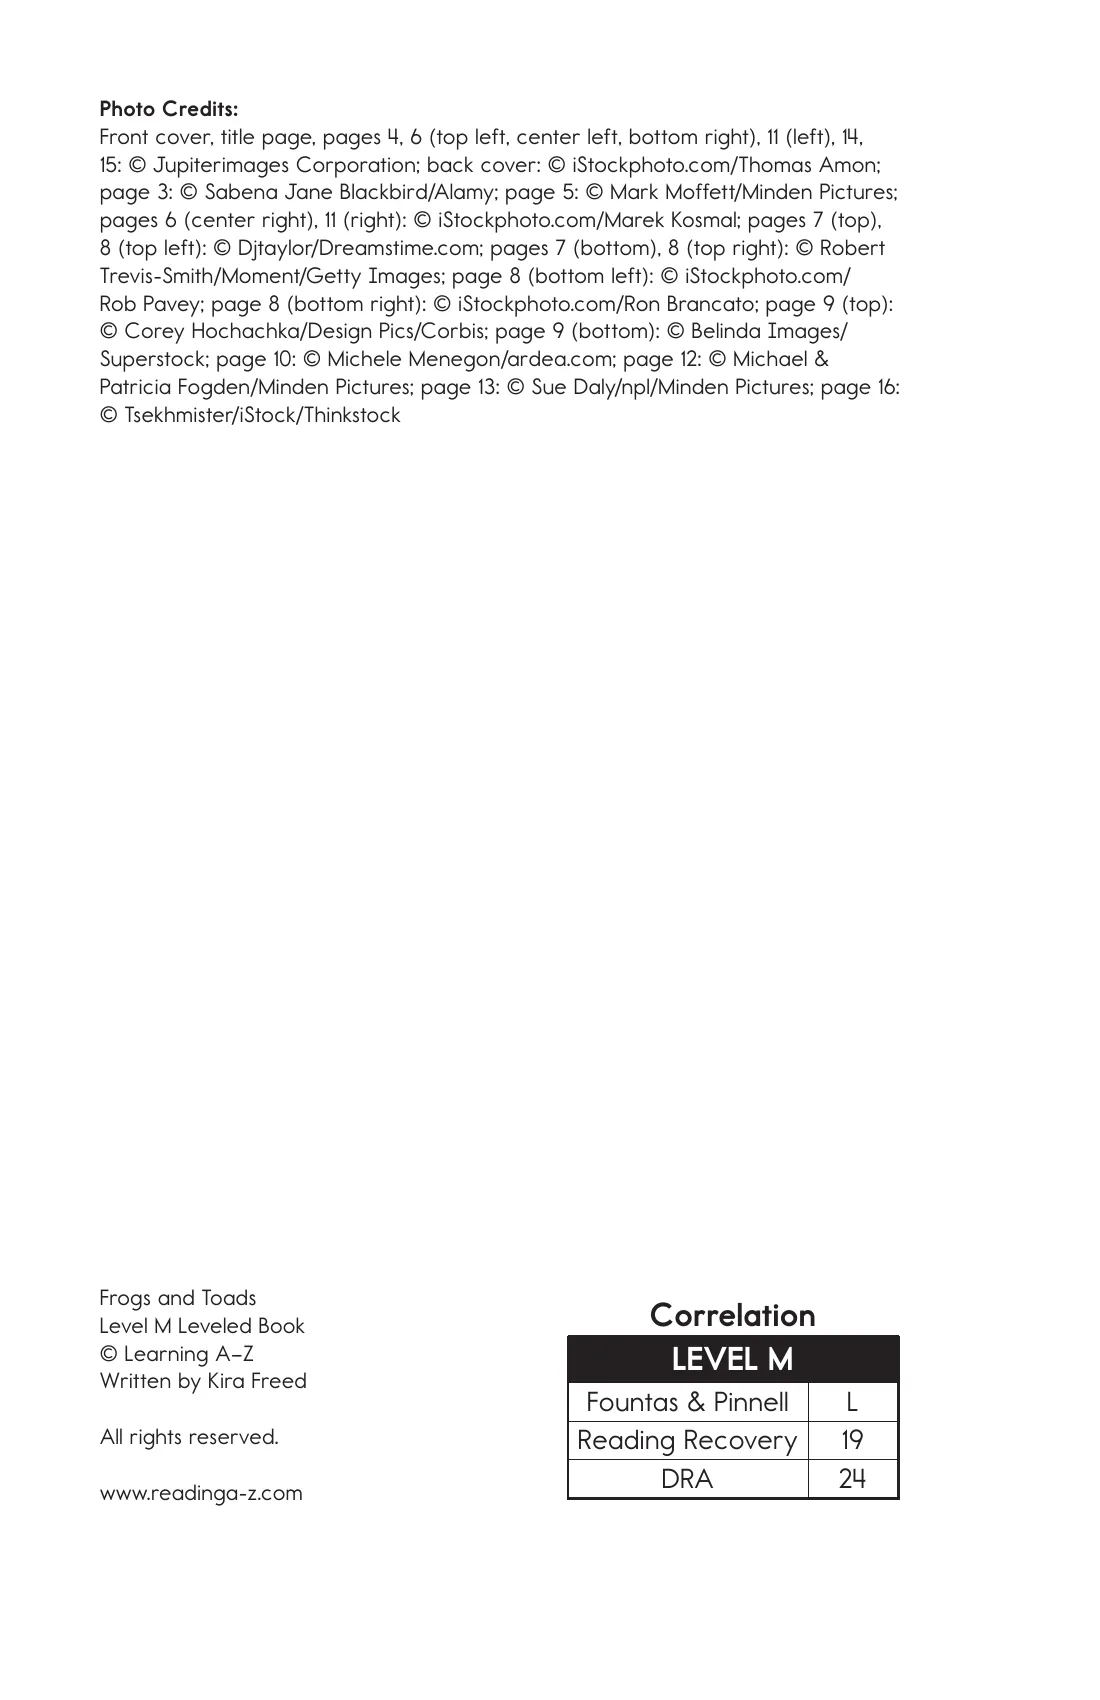 Photo Credits:
Front cover, title page, pages 4, 6 (top left, center left, bottom right), 11 (left), 14,
15: © Jupiterimages Corporation; back cover: © iStockphoto.com/Thomas Amon;
page 3: © Sabena Jane Blackbird/Alamy; page 5: © Mark Moffett/Minden Pictures;
pages 6 (center right), 11 (right): © iStockphoto.com/Marek Kosmal; pages 7 (top),
8 (top left): © Djtaylor/Dreamstime.com; pages 7 (bottom), 8 (top right): © Robert
Trevis-Smith/Moment/Getty Images; page 8 (bottom left): © iStockphoto.com/
Rob Pavey; page 8 (bottom right): © iStockphoto.com/Ron Brancato; page 9 (top):
© Corey Hochachka/Design Pics/Corbis; page 9 (bottom): © Belinda Images/
Superstock; page 10: © Michele Menegon/ardea.com; page 12: © Michael &
Patricia Fogden/Minden Pictures; page 13: © Sue Daly/npl/Minden Pictures; page 16:
© Tsekhmister/iStock/Thinkstock
Frogs and Toads
Level M Leveled Book
© Learning A–Z
Written by Kira Freed
All rights reserved.
www.readinga-z.com
Correlation
LEVEL M
Fountas & Pinnell L
Reading Recovery 19
DRA 24